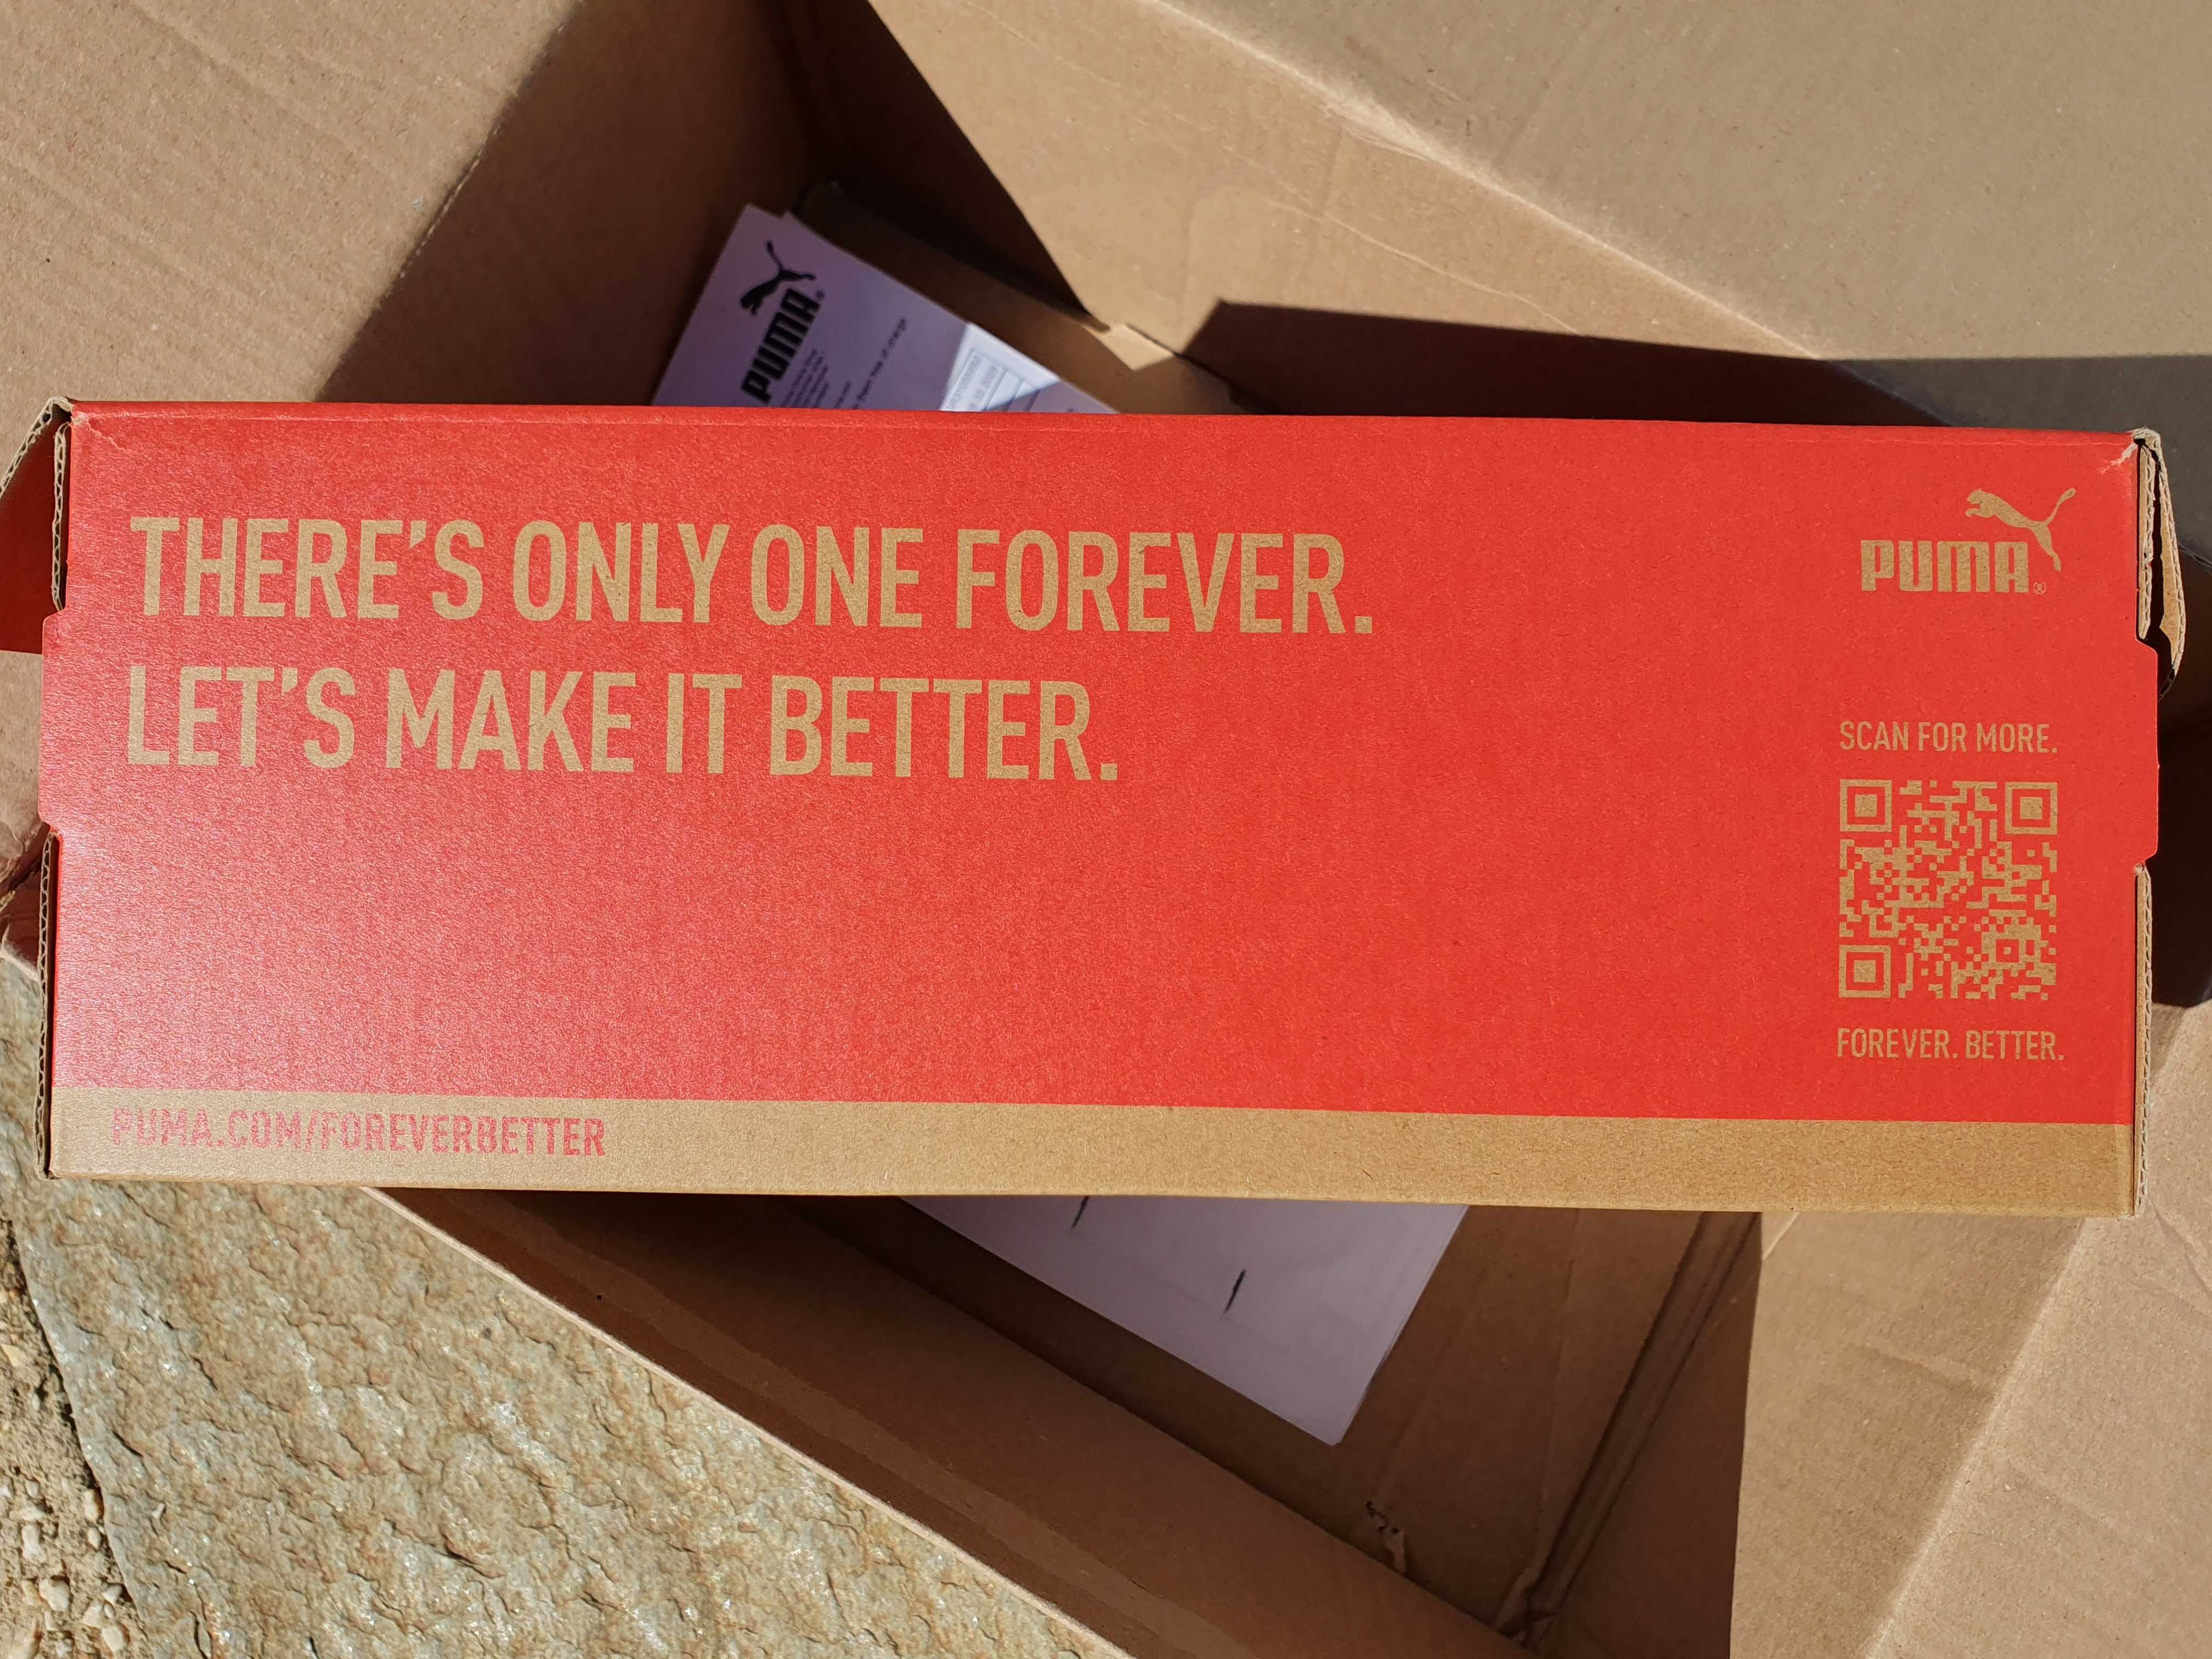 PUMA
THERE'S ONLY ONE FOREVER.
LET'S MAKE IT BETTER.
PUMA
SCAN FOR MORE.
FOREVER. BETTER.
PUMA.COM/FOREVERBETTER